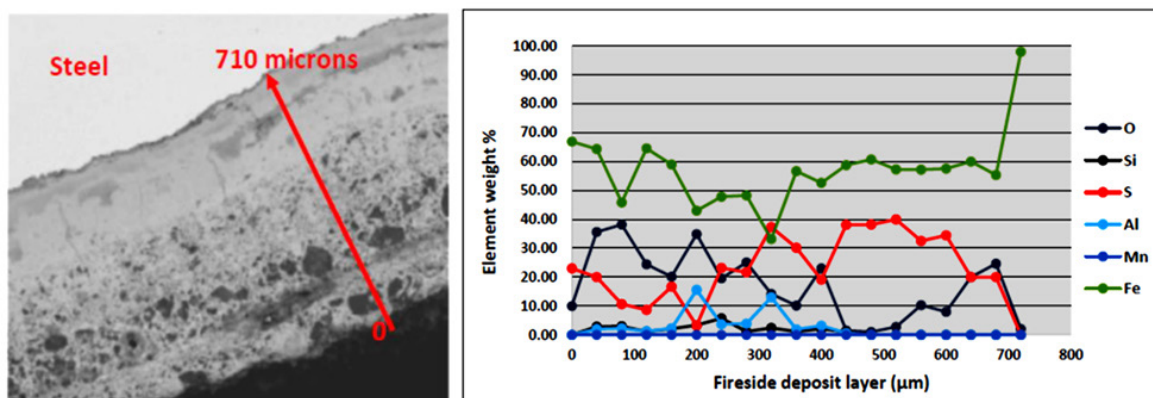 Steel
710 microns
0
100.00
90.00
80.00
70.00
60.00
50.00
40.00
30.00
20.00
10.00
0.00
Element weight %
0 100 200 300 400 500 600 700 800
Fireside deposit layer (μm)
O
Si
S
Al
Mn
Fe